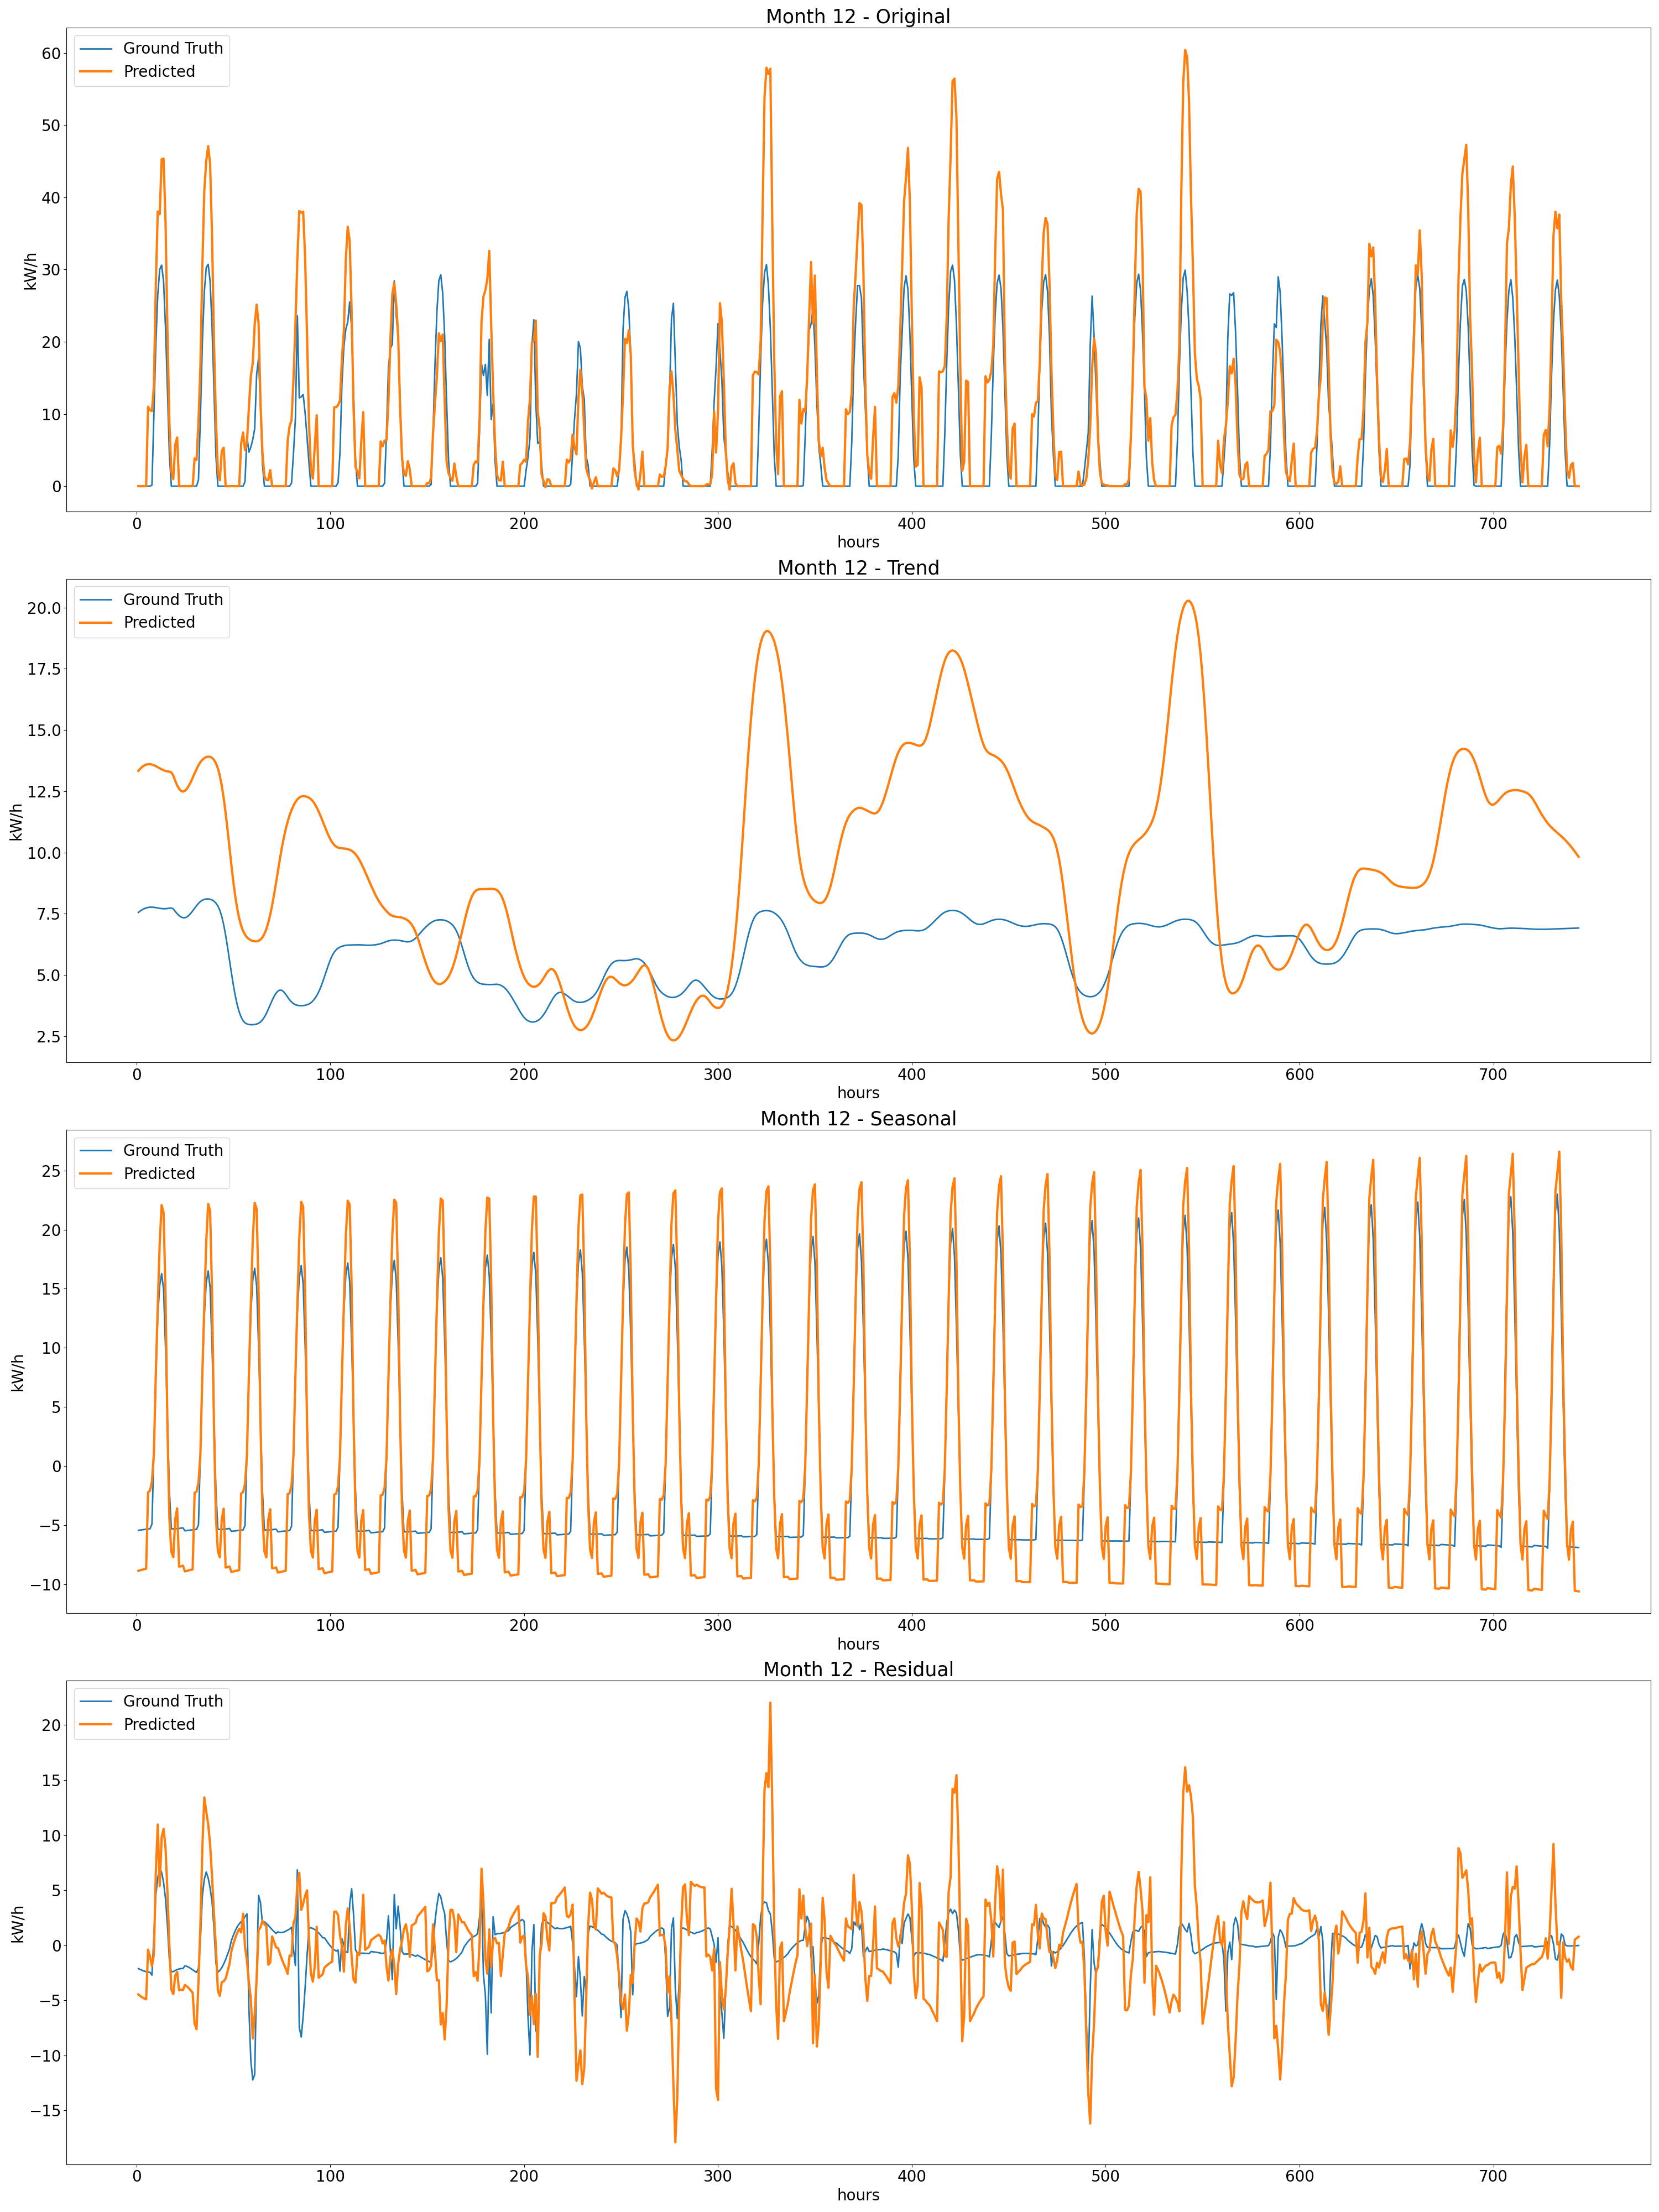 Month 12 - Original
Ground Truth
Predicted
60
50
40
30
20
10
0
kW/h
0 100 200 300 400 500 600 700
hours
Month 12 - Trend
Ground Truth
Predicted
20.0
17.5
15.0
12.5
10.0
7.5
5.0
2.5
kW/h
0 100 200 300 400 500 600 700
hours
Month 12 - Seasonal
Ground Truth
Predicted
25
20
15
10
5
0
−5
−10
kW/h
0 100 200 300 400 500 600 700
hours
Month 12 - Residual
Ground Truth
Predicted
20
15
10
5
0
−5
−10
−15
kW/h
0 100 200 300 400 500 600 700
hours